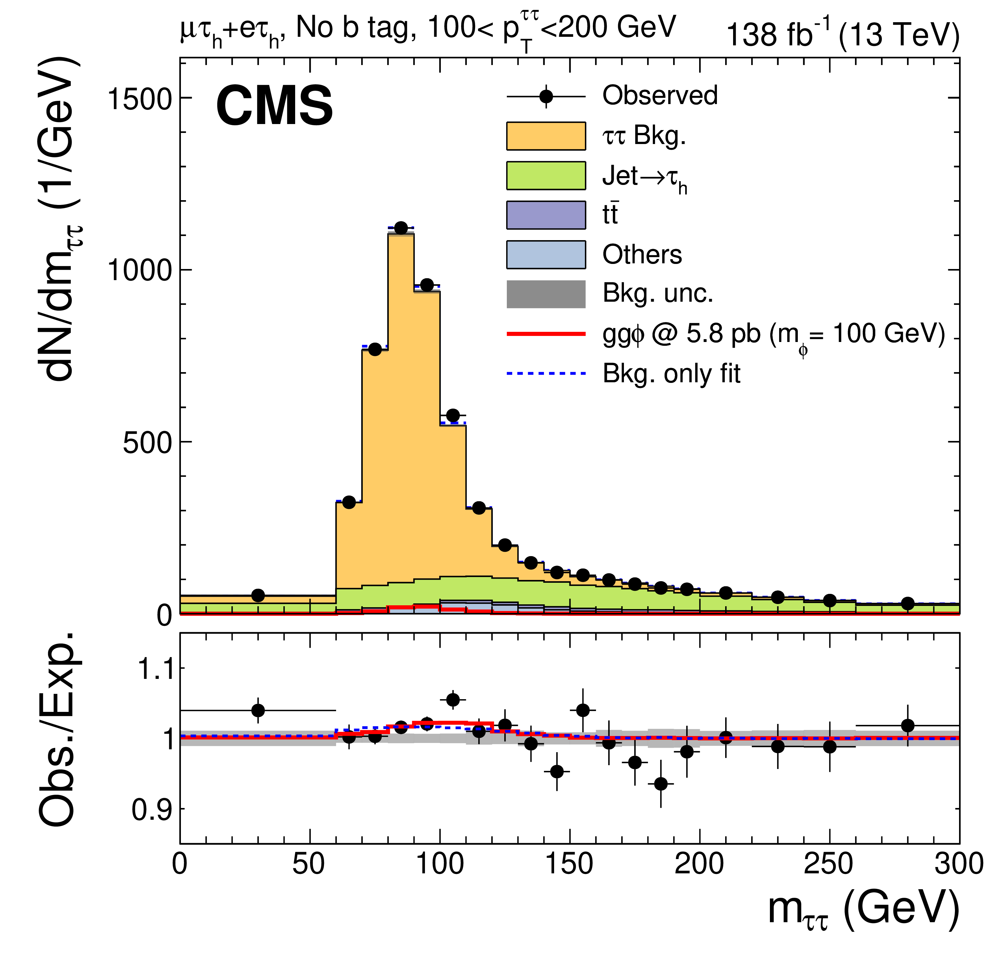 μτh+eτh, No b tag, 100< pTττ <200 GeV 138 fb-1 (13 TeV)
CMS
dN/dmττ (1/GeV)
1500
1000
500
0
Observed
ττ Bkg.
Jet→τh
tt̄
Others
Bkg. unc.
ggϕ @ 5.8 pb (mϕ = 100 GeV)
Bkg. only fit
Obs./Exp.
1.1
1
0.9
0 50 100 150 200 250 300
mττ (GeV)